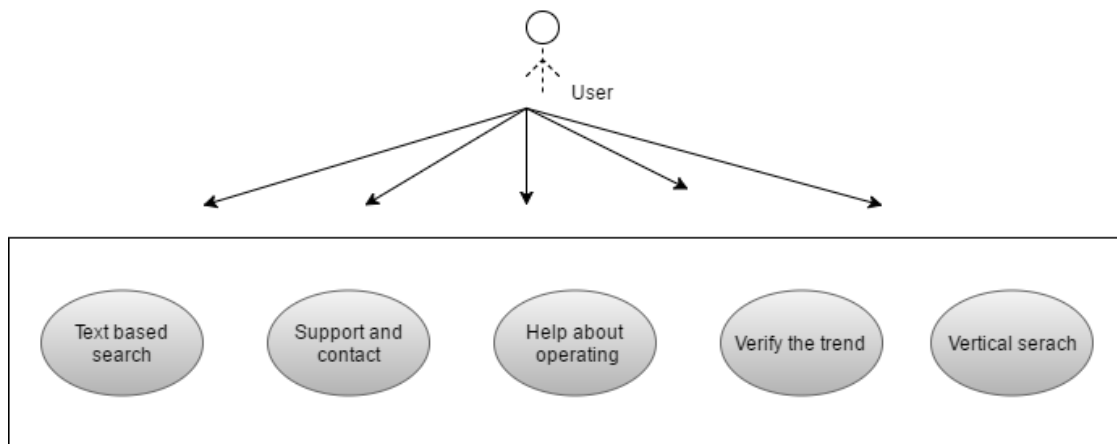 User
Text based
search
Support and
contact
Help about
operating
Verify the trend
Vertical serach